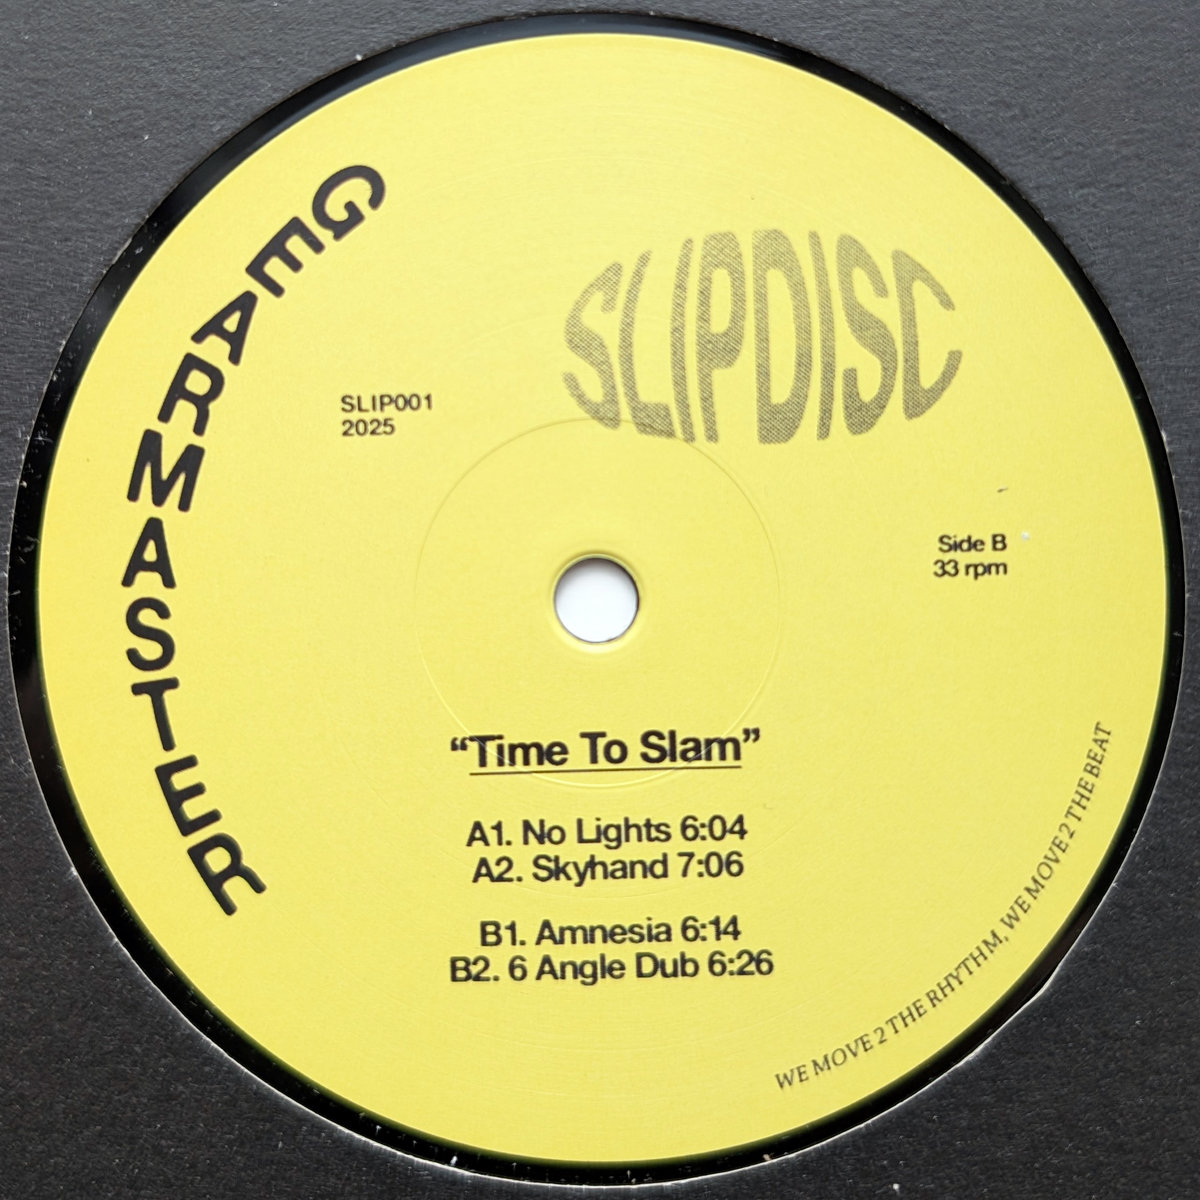 GEARMASTER
SLIPDISC
SLIP001
2025
Side B
33 rpm
“Time To Slam”
A1. No Lights 6:04
A2. Skyhand 7:06
B1. Amnesia 6:14
B2. 6 Angle Dub 6:26
WE MOVE 2 THE RHYTHM, WE MOVE 2 THE BEAT